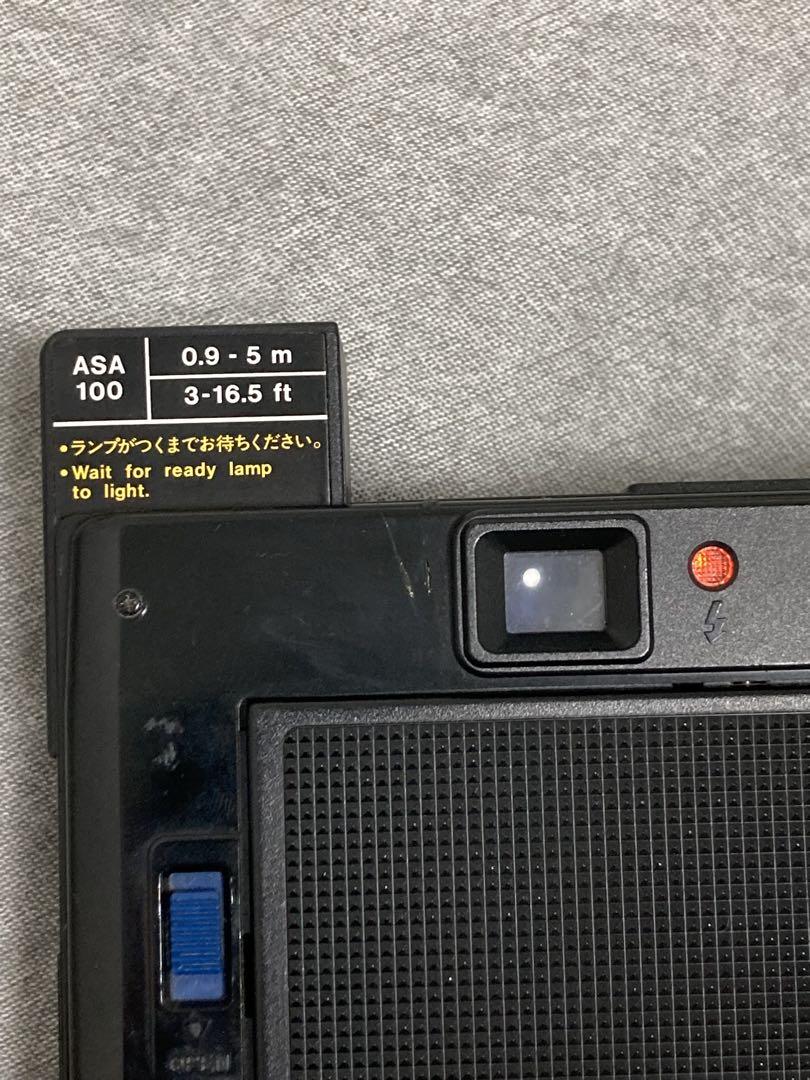 ASA
100
0.9 - 5 m
3-16.5 ft
•ランプがつくまでお待ちください。
•Wait for ready lamp
to light.
OPEN